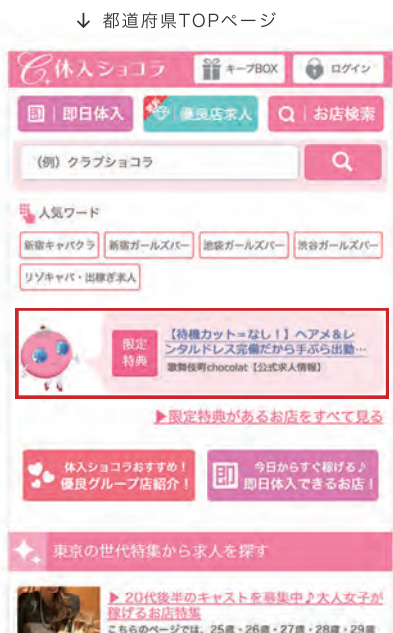 ↓ 都道府県TOPページ
体入ショコラ
キープBOX
ログイン
即日体入
優良店求人
お店検索
(例) クラブショコラ
人気ワード
新宿キャバクラ
新宿ガールズバー
池袋ガールズバー
渋谷ガールズバー
リゾキャバ・出稼ぎ求人
限定
特典
【待機カット=なし!】ヘアメ&レ
ンタルドレス完備だから手ぶら出勤…
歌舞伎町chocolat【公式求人情報】
▶限定特典があるお店をすべて見る
体入ショコラおすすめ!
優良グループ店紹介!
即
今日からすぐ稼げる♪
即日体入できるお店!
東京の世代特集から求人を探す
▶ 20代後半のキャストを募集中♪大人女子が
稼げるお店特集
こちらのページでは、25歳・26歳・27歳・28歳・29歳